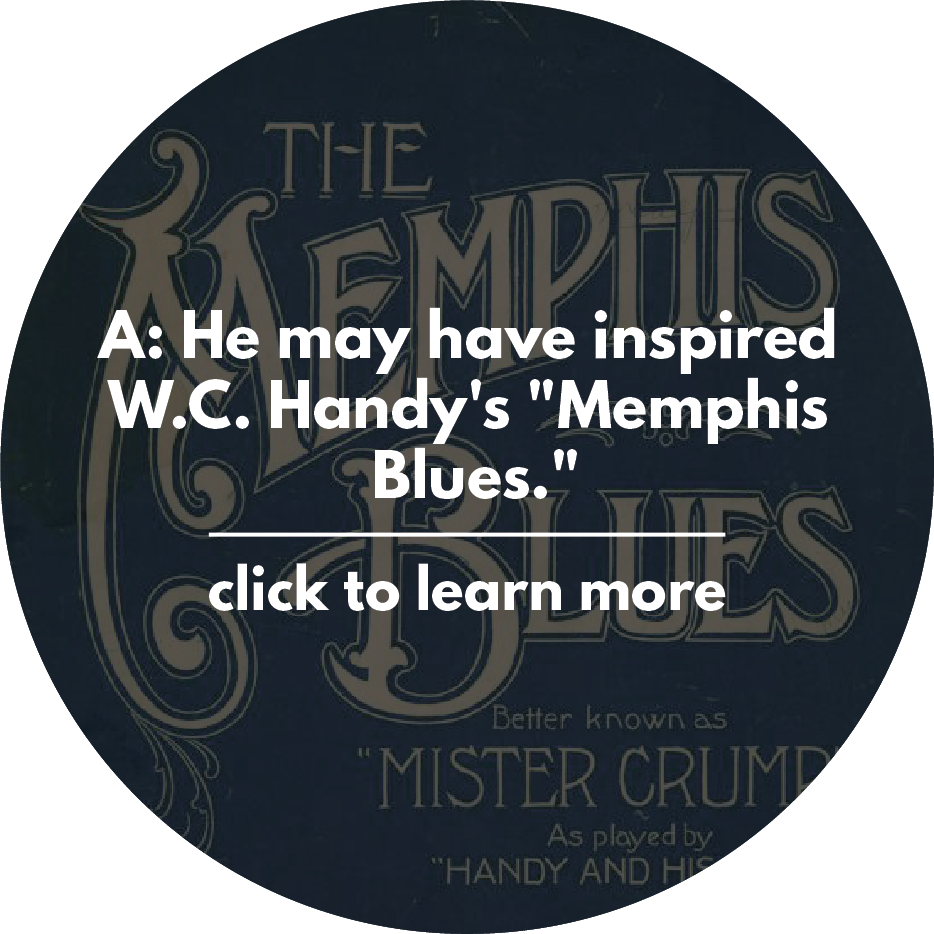 THE
MEMPHIS
A: He may have inspired
W.C. Handy's "Memphis
Blues."
BLUES
click to learn more
Better known as
"MISTER CRUMP
As played by
"HANDY AND HIS